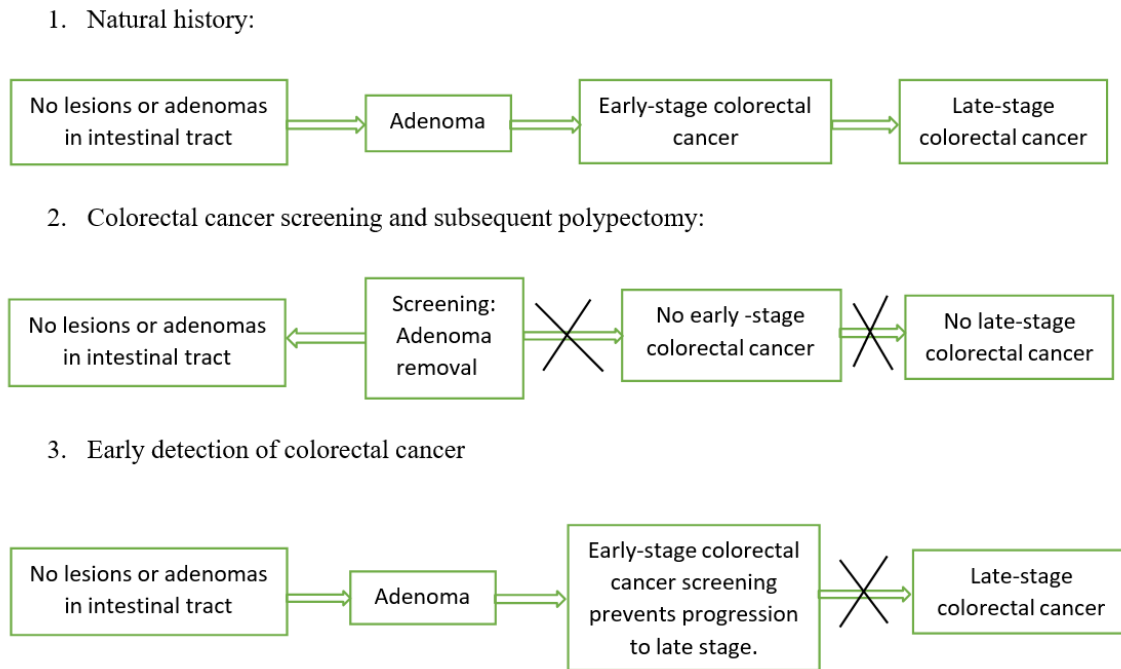 1. Natural history:
No lesions or adenomas
in intestinal tract
Adenoma
Early-stage colorectal
cancer
Late-stage
colorectal cancer
2. Colorectal cancer screening and subsequent polypectomy:
No lesions or adenomas
in intestinal tract
Screening:
Adenoma
removal
No early -stage
colorectal cancer
No late-stage
colorectal cancer
3. Early detection of colorectal cancer
No lesions or adenomas
in intestinal tract
Adenoma
Early-stage colorectal
cancer screening
prevents progression
to late stage.
Late-stage
colorectal cancer